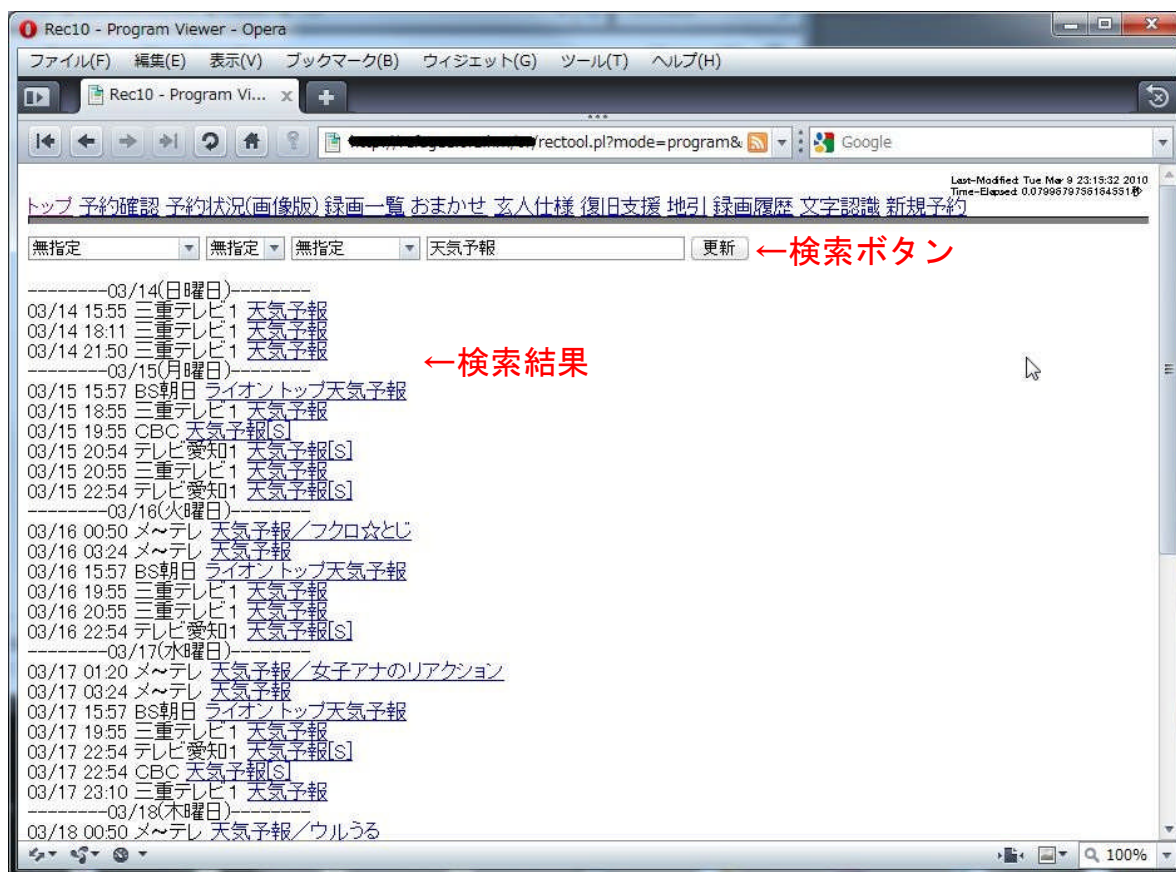 Rec10 - Program Viewer - Opera
ファイル(F) 編集(E) 表示(V) ブックマーク(B) ウィジェット(G) ツール(T) ヘルプ(H)
Rec10 - Program Vi...
/rectool.pl?mode=program& Google
Last-Modified: Tue Mar 9 23:15:32 2010
Time-Elapsed: 0.0799679756164551秒
トップ 予約確認 予約状況(画像版) 録画一覧 おまかせ 玄人仕様 復旧支援 地引 録画履歴 文字認識 新規予約
無指定 無指定 無指定 天気予報 更新 ←検索ボタン
--------03/14(日曜日)--------
03/14 15:55 三重テレビ1 天気予報
03/14 18:11 三重テレビ1 天気予報
03/14 21:50 三重テレビ1 天気予報
←検索結果
--------03/15(月曜日)--------
03/15 15:57 BS朝日 ライオントップ天気予報
03/15 18:55 三重テレビ1 天気予報
03/15 19:55 CBC 天気予報[S]
03/15 20:54 テレビ愛知1 天気予報[S]
03/15 20:55 三重テレビ1 天気予報
03/15 22:54 テレビ愛知1 天気予報[S]
--------03/16(火曜日)--------
03/16 00:50 メ~テレ 天気予報/フクロ☆とじ
03/16 03:24 メ~テレ 天気予報
03/16 15:57 BS朝日 ライオントップ天気予報
03/16 19:55 三重テレビ1 天気予報
03/16 20:55 三重テレビ1 天気予報
03/16 22:54 テレビ愛知1 天気予報[S]
--------03/17(水曜日)--------
03/17 01:20 メ~テレ 天気予報/女子アナのリアクション
03/17 03:24 メ~テレ 天気予報
03/17 15:57 BS朝日 ライオントップ天気予報
03/17 19:55 三重テレビ1 天気予報
03/17 22:54 テレビ愛知1 天気予報[S]
03/17 22:54 CBC 天気予報[S]
03/17 23:10 三重テレビ1 天気予報
--------03/18(木曜日)--------
03/18 00:50 メ~テレ 天気予報/ウルうる
100%